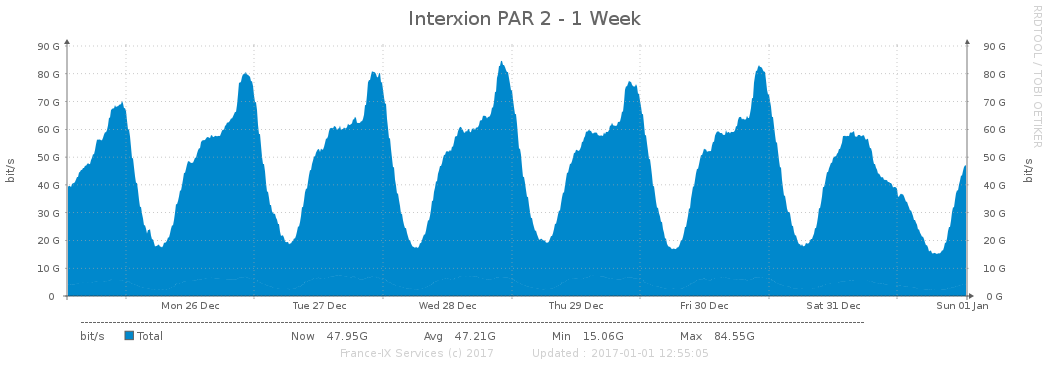 Interxion PAR 2 - 1 Week
RRDTOOL / TOBI OETIKER
90 G 90 G
80 G 80 G
70 G 70 G
60 G 60 G
50 G 50 G
40 G 40 G
30 G 30 G
20 G 20 G
10 G 10 G
0 0 G
bit/s
bit/s
Mon 26 Dec Tue 27 Dec Wed 28 Dec Thu 29 Dec Fri 30 Dec Sat 31 Dec Sun 01 Jan
bit/s Total Now 47.95G Avg 47.21G Min 15.06G Max 84.55G
France-IX Services (c) 2017 Updated : 2017-01-01 12:55:05